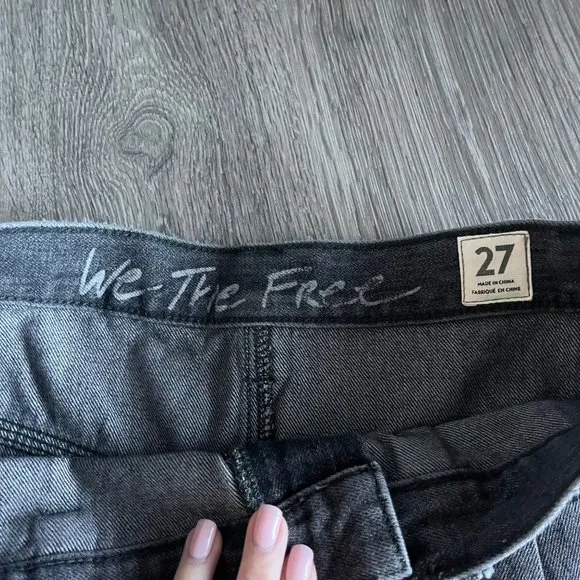 We The Free
27
MADE IN CHINA
FABRIQUÉ EN CHINE